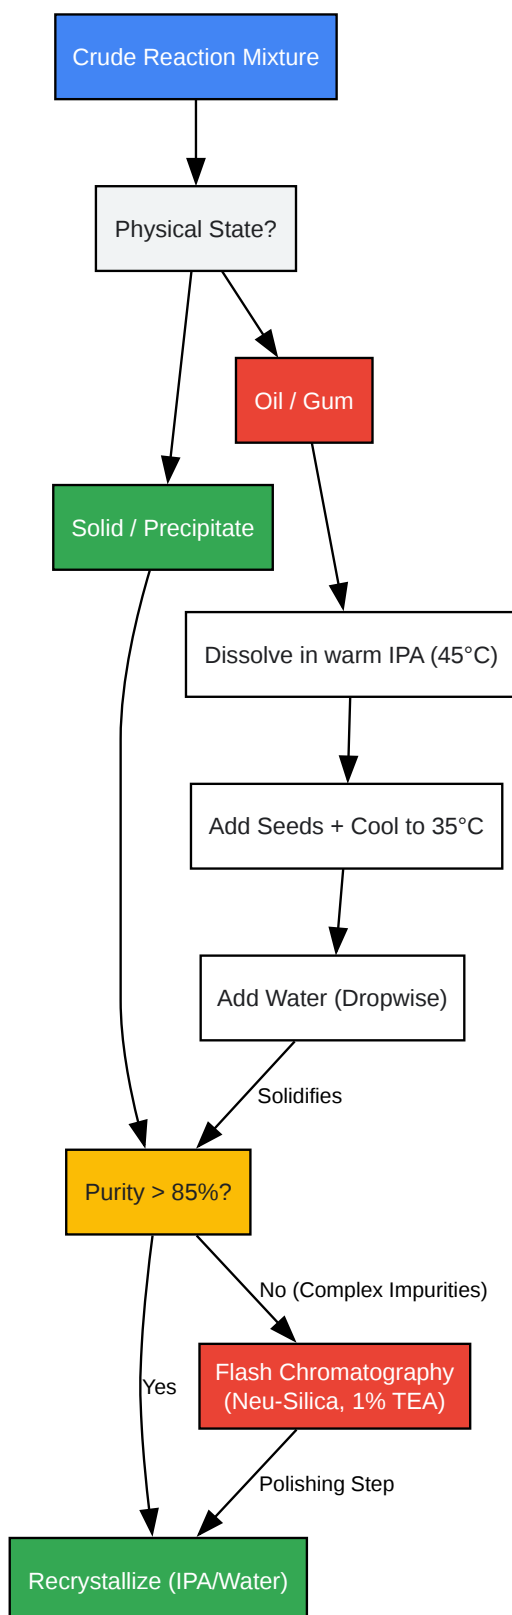 Crude Reaction Mixture
Physical State?
Oil / Gum
Solid / Precipitate
Dissolve in warm IPA (45°C)
Add Seeds + Cool to 35°C
Add Water (Dropwise)
Solidifies
Purity > 85%?
No (Complex Impurities)
Flash Chromatography
(Neu-Silica, 1% TEA)
Yes
Polishing Step
Recrystallize (IPA/Water)